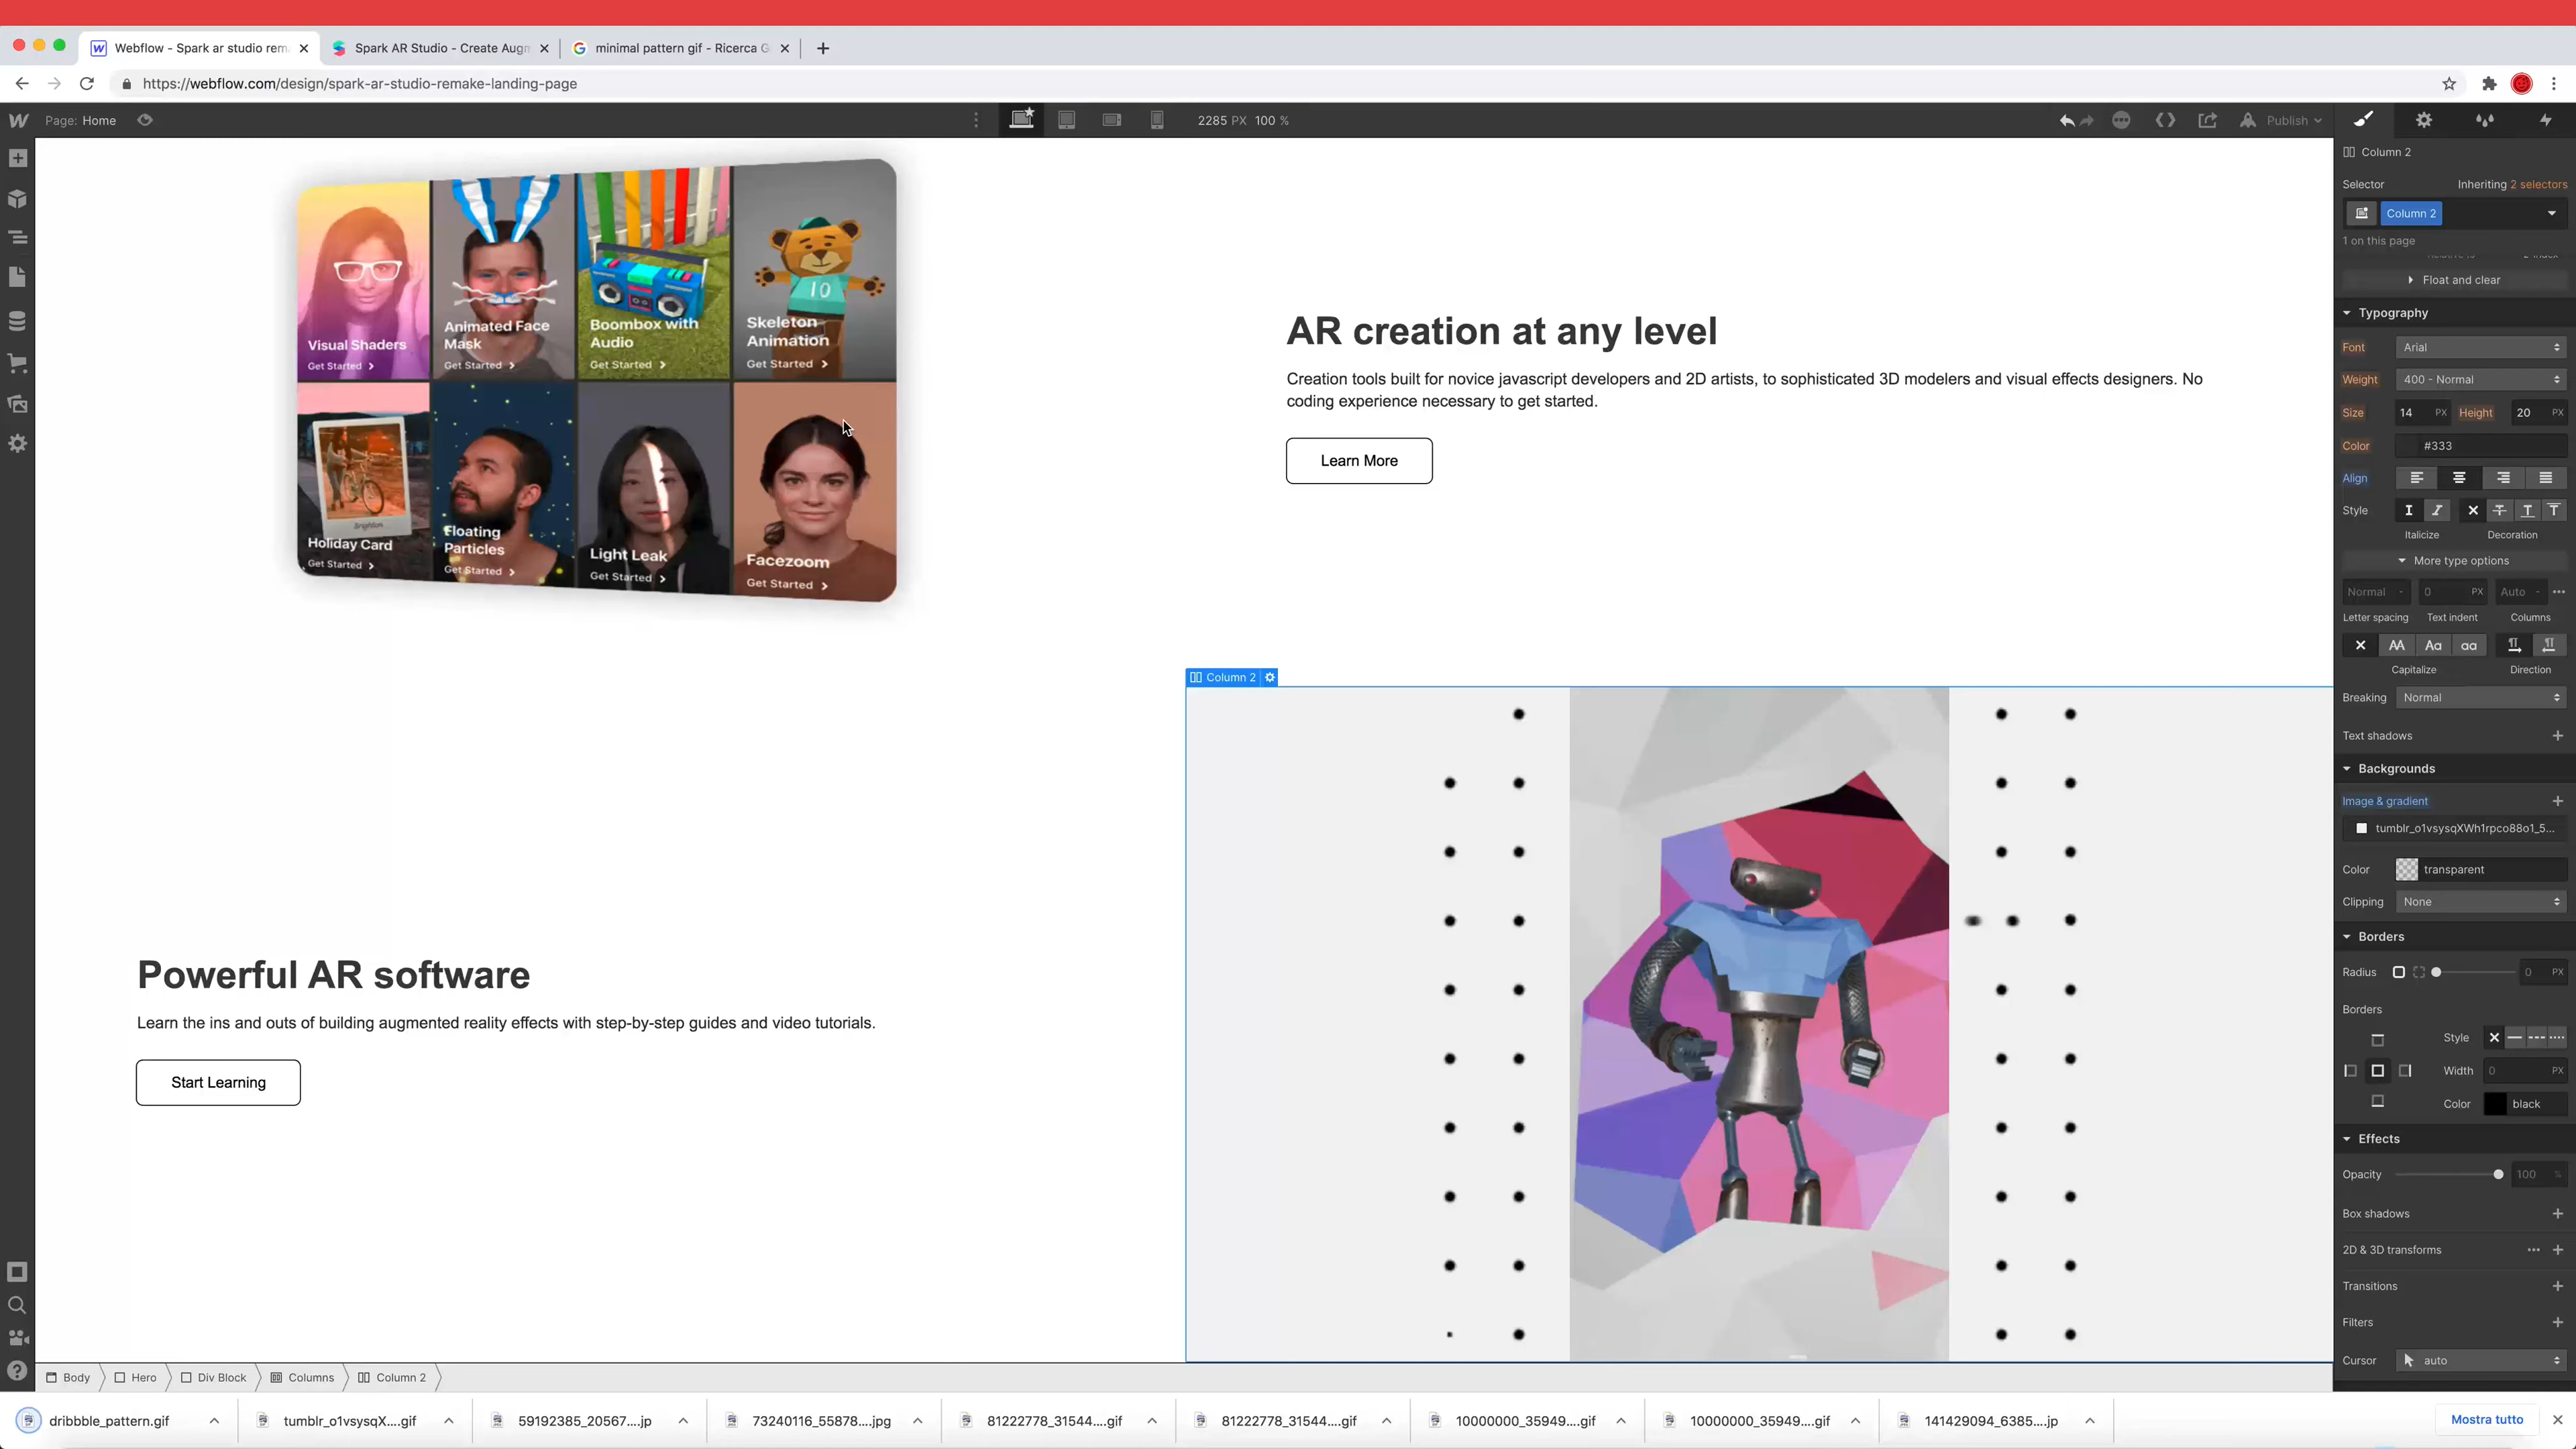 Webflow - Spark ar studio rem
Spark AR Studio - Create Augm
minimal pattern gif - Ricerca G
https://webflow.com/design/spark-ar-studio-remake-landing-page
Page: Home
2285 PX 100 %
Publish
Column 2
Selector
Inheriting 2 selectors
Column 2
1 on this page
Float and clear
Typography
Font
Arial
Weight
400 - Normal
Size
14 PX
Height
20 PX
Color
#333
Align
Style
Italicize
Decoration
More type options
Normal
0 PX
Auto
Letter spacing
Text indent
Columns
AA
Aa
aa
Capitalize
Direction
Breaking
Normal
Text shadows
Backgrounds
Image & gradient
tumblr_o1vsysqXWh1rpco88o1_5...
Color
transparent
Clipping
None
Borders
Radius
0 PX
Borders
Style
Width
0 PX
Color
black
Effects
Opacity
100 %
Box shadows
2D & 3D transforms
Transitions
Filters
Cursor
auto
Visual Shaders
Get Started
Animated Face
Mask
Get Started
Boombox with
Audio
Get Started
10
Skeleton
Animation
Get Started
Brighton
Holiday Card
Get Started
Floating
Particles
Get Started
Light Leak
Get Started
Facezoom
Get Started
AR creation at any level
Creation tools built for novice javascript developers and 2D artists, to sophisticated 3D modelers and visual effects designers. No
coding experience necessary to get started.
Learn More
Column 2
Powerful AR software
Learn the ins and outs of building augmented reality effects with step-by-step guides and video tutorials.
Start Learning
Body
Hero
Div Block
Columns
Column 2
dribbble_pattern.gif
tumblr_o1vsysqX....gif
59192385_20567....jp
73240116_55878....jpg
81222778_31544....gif
81222778_31544....gif
10000000_35949....gif
10000000_35949....gif
141429094_6385....jp
Mostra tutto